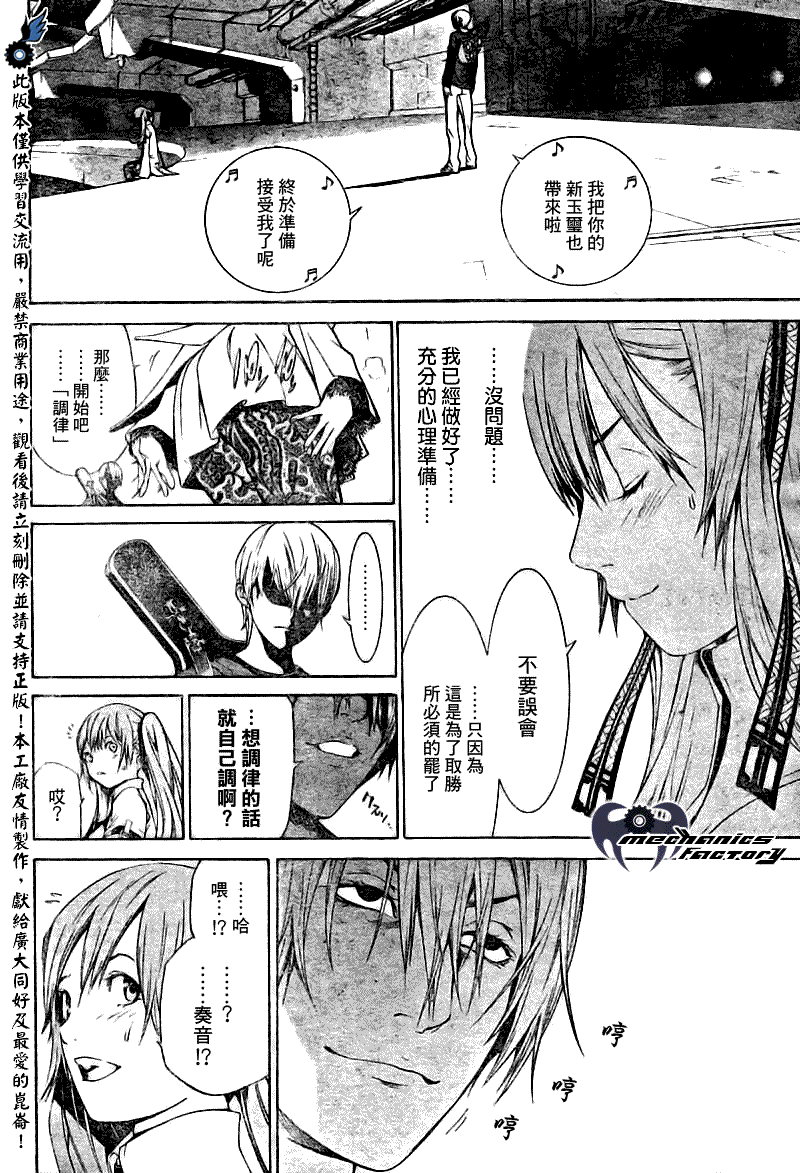 我把你的
新玉璽也
帶來啦
終於準備
接受我了呢
……沒問題……
我已經做好了……
充分的心理準備……
不要誤會
……只因為
這是為了取勝
所必須的罷了
那麼……
……開始吧
……「調律」
………
…想調律的話
就自己調啊？
哎？
哼
哼
哼
……哈
喂…!?
……？
……奏音!?
mechanics
Factory
此版本僅供學習交流用，嚴禁商業用途，觀看後請立刻刪除並請支持正版！本工廠友情製作，獻給廣大同好及最愛的崑崙！